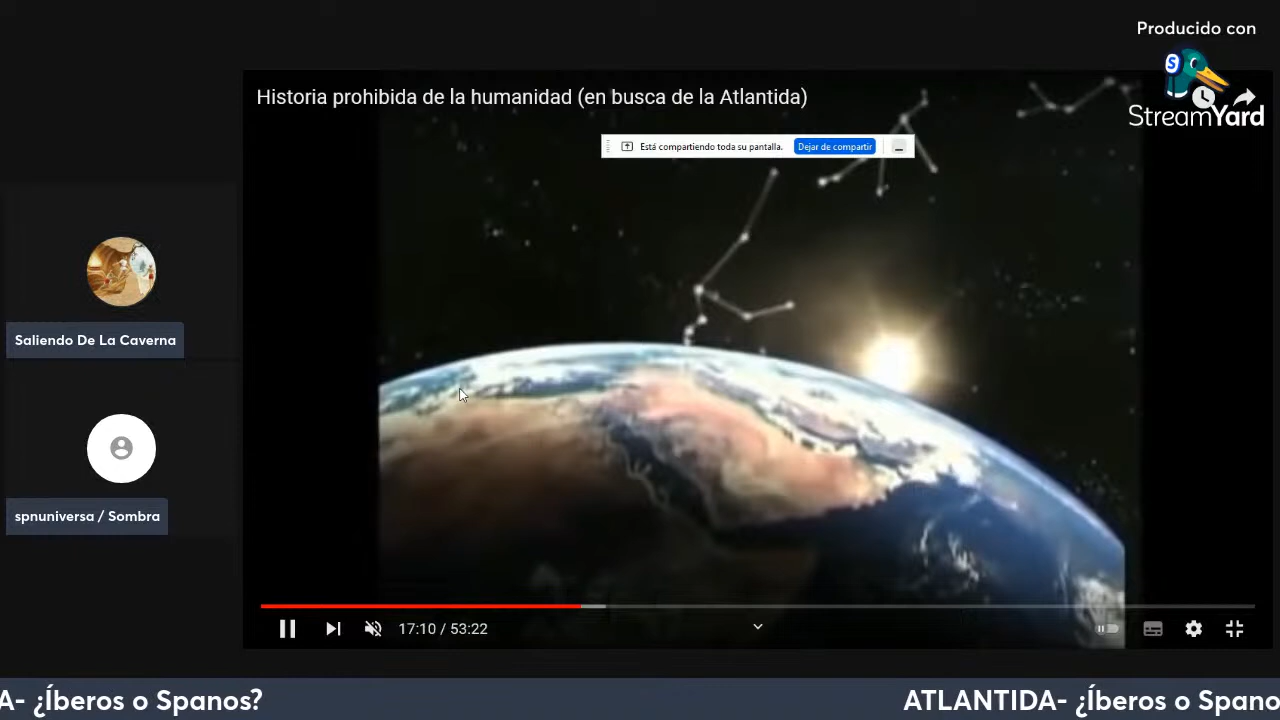 Producido con
StreamYard
Historia prohibida de la humanidad (en busca de la Atlantida)
Está compartiendo toda su pantalla.
Dejar de compartir
Saliendo De La Caverna
spnuniversa / Sombra
17:10 / 53:22
A- ¿Íberos o Spanos?
ATLANTIDA- ¿Íberos o Spano